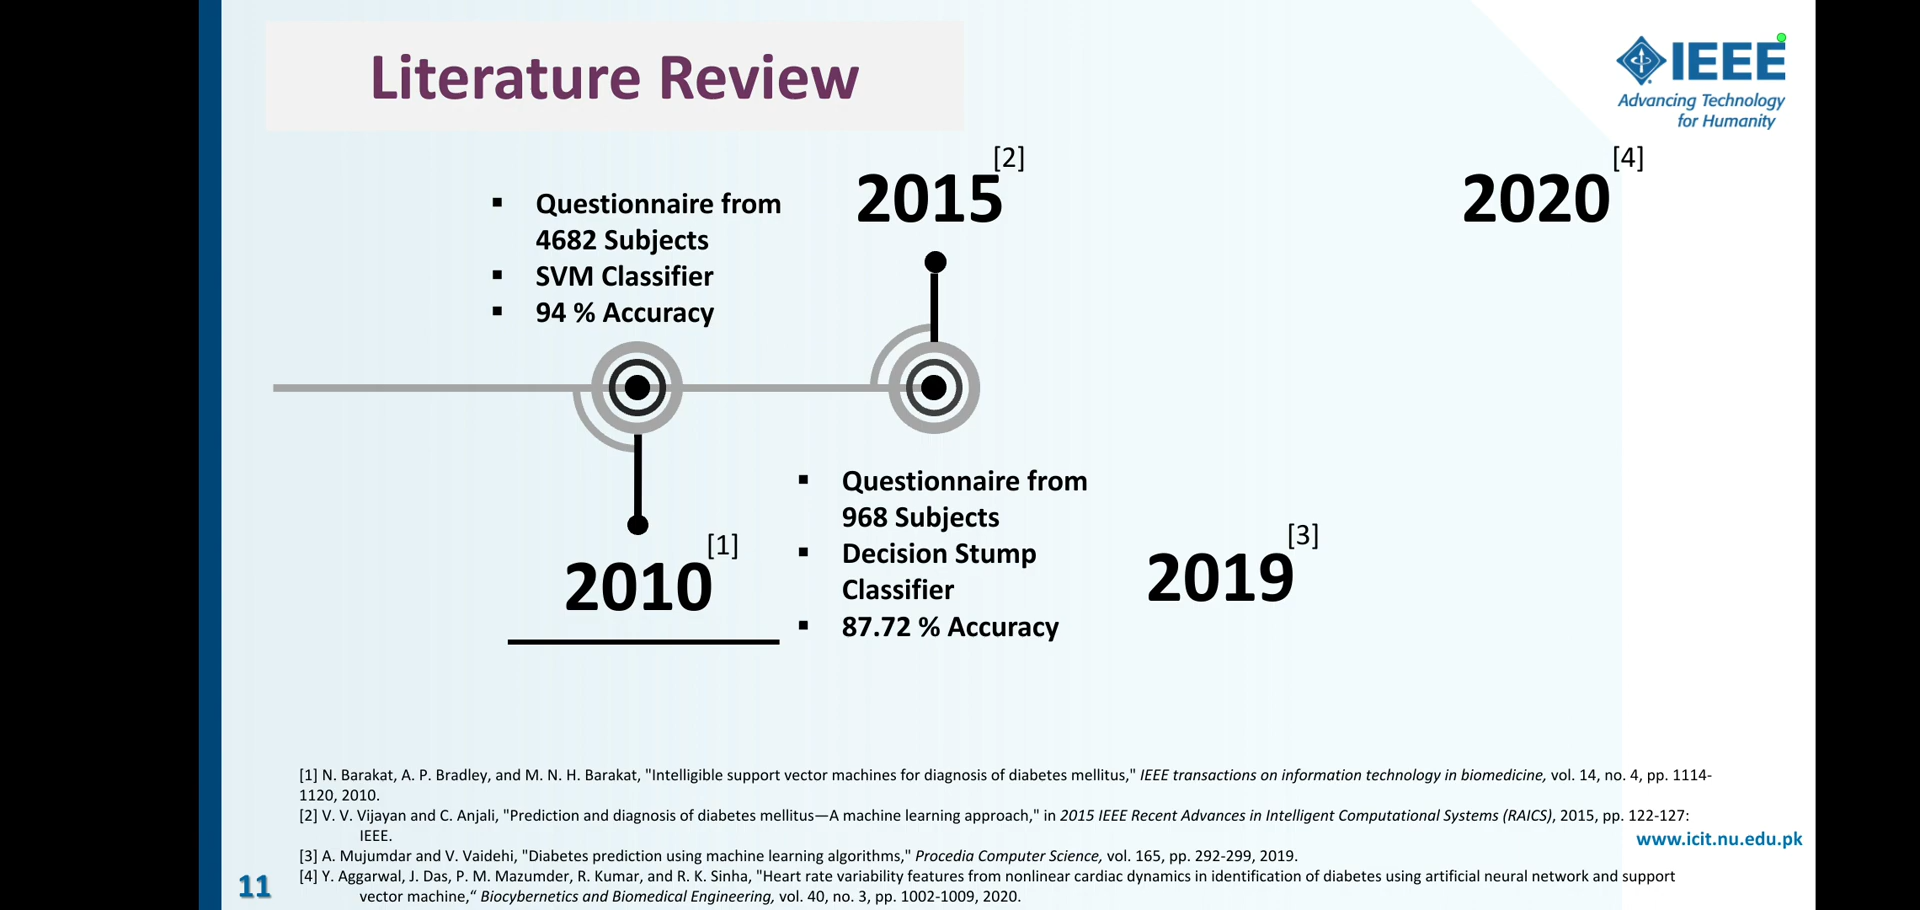 Literature Review
IEEE
Advancing Technology
for Humanity
▪ Questionnaire from
4682 Subjects
▪ SVM Classifier
▪ 94 % Accuracy
2015 [2]
2020 [4]
2010 [1]
▪ Questionnaire from
968 Subjects
▪ Decision Stump
Classifier
▪ 87.72 % Accuracy
2019 [3]
[1] N. Barakat, A. P. Bradley, and M. N. H. Barakat, "Intelligible support vector machines for diagnosis of diabetes mellitus," IEEE transactions on information technology in biomedicine, vol. 14, no. 4, pp. 1114-
1120, 2010.
[2] V. V. Vijayan and C. Anjali, "Prediction and diagnosis of diabetes mellitus—A machine learning approach," in 2015 IEEE Recent Advances in Intelligent Computational Systems (RAICS), 2015, pp. 122-127:
IEEE.
[3] A. Mujumdar and V. Vaidehi, "Diabetes prediction using machine learning algorithms," Procedia Computer Science, vol. 165, pp. 292-299, 2019.
[4] Y. Aggarwal, J. Das, P. M. Mazumder, R. Kumar, and R. K. Sinha, "Heart rate variability features from nonlinear cardiac dynamics in identification of diabetes using artificial neural network and support
vector machine,“ Biocybernetics and Biomedical Engineering, vol. 40, no. 3, pp. 1002-1009, 2020.
www.icit.nu.edu.pk
11